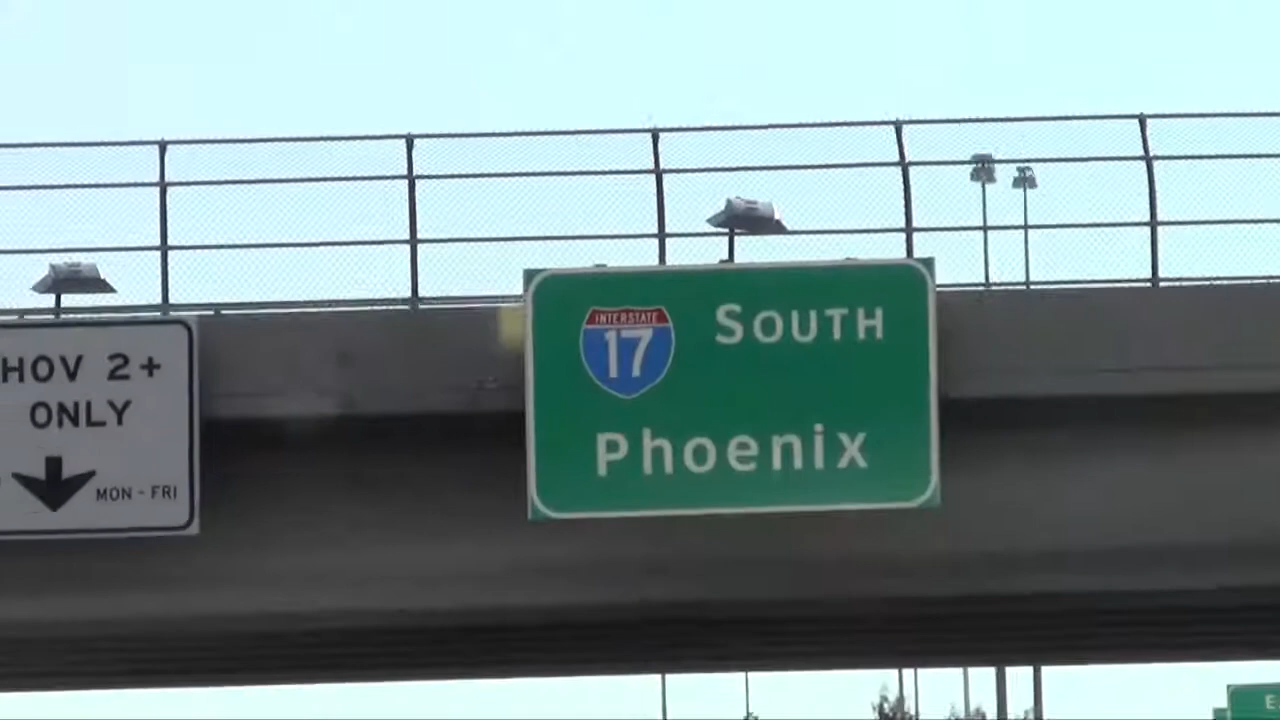 HOV 2+
ONLY
MON - FRI
INTERSTATE
17
SOUTH
Phoenix